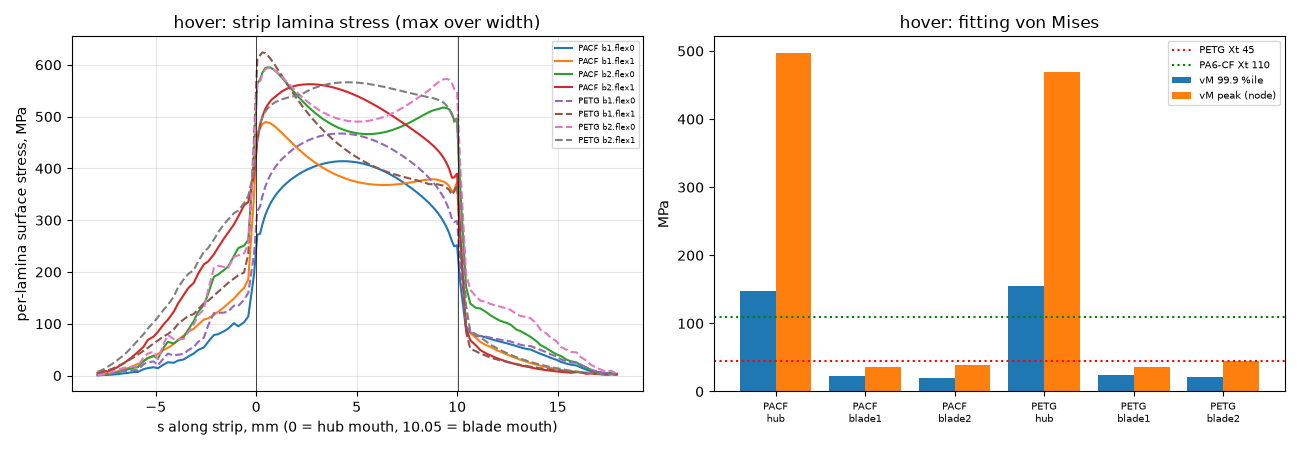 hover: strip lamina stress (max over width)
per-lamina surface stress, MPa
600
500
400
300
200
100
0
−5
0
5
10
15
s along strip, mm (0 = hub mouth, 10.05 = blade mouth)
PACF b1.flex0
PACF b1.flex1
PACF b2.flex0
PACF b2.flex1
PETG b1.flex0
PETG b1.flex1
PETG b2.flex0
PETG b2.flex1
hover: fitting von Mises
MPa
500
400
300
200
100
0
PETG Xt 45
PA6-CF Xt 110
vM 99.9 %ile
vM peak (node)
PACF
hub
PACF
blade1
PACF
blade2
PETG
hub
PETG
blade1
PETG
blade2